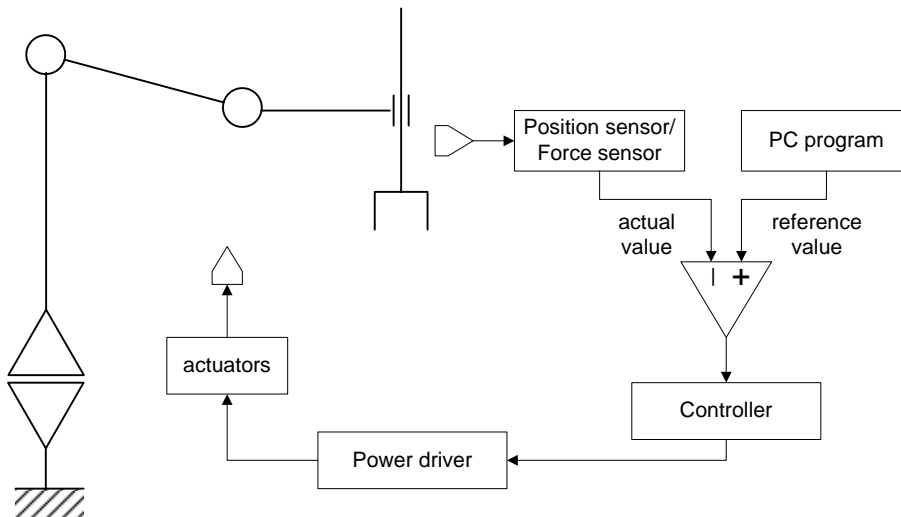 Position sensor/
Force sensor
PC program
actual
value
reference
value
− +
actuators
Controller
Power driver